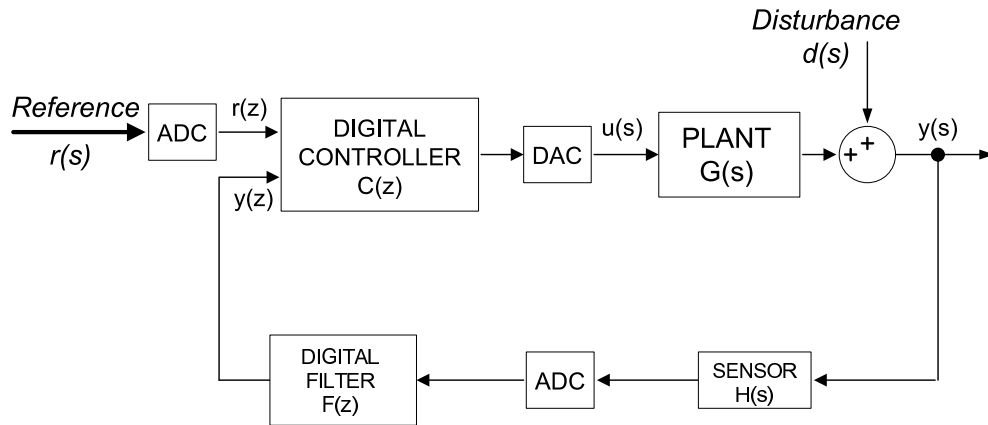 Disturbance
d(s)
Reference
r(s)
ADC
r(z)
DIGITAL
CONTROLLER
C(z)
DAC
u(s)
PLANT
G(s)
+
+
y(s)
y(z)
DIGITAL
FILTER
F(z)
ADC
SENSOR
H(s)